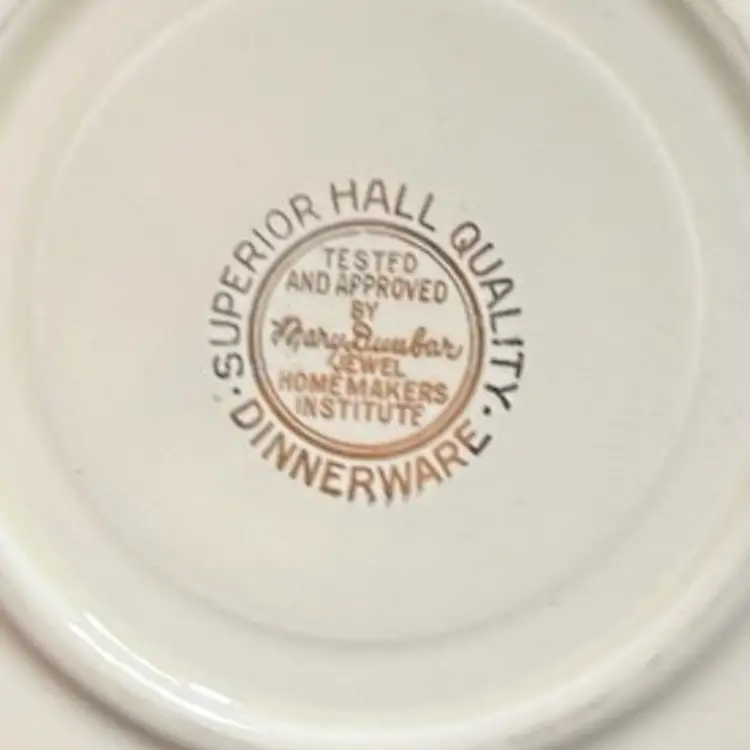 SUPERIOR HALL QUALITY
TESTED
AND APPROVED
BY
Mary Dunbar
JEWEL
HOMEMAKERS
INSTITUTE
· DINNERWARE ·